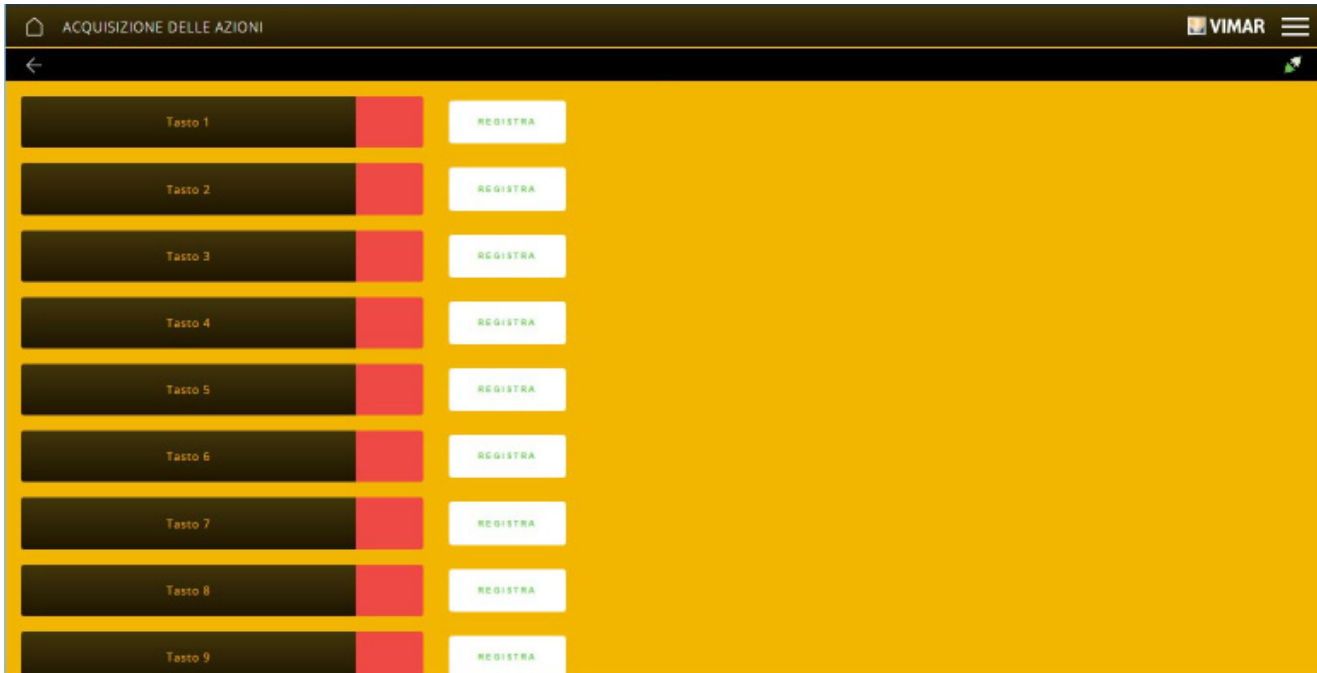 ACQUISIZIONE DELLE AZIONI VIMAR
Tasto 1 REGISTRA
Tasto 2 REGISTRA
Tasto 3 REGISTRA
Tasto 4 REGISTRA
Tasto 5 REGISTRA
Tasto 6 REGISTRA
Tasto 7 REGISTRA
Tasto 8 REGISTRA
Tasto 9 REGISTRA